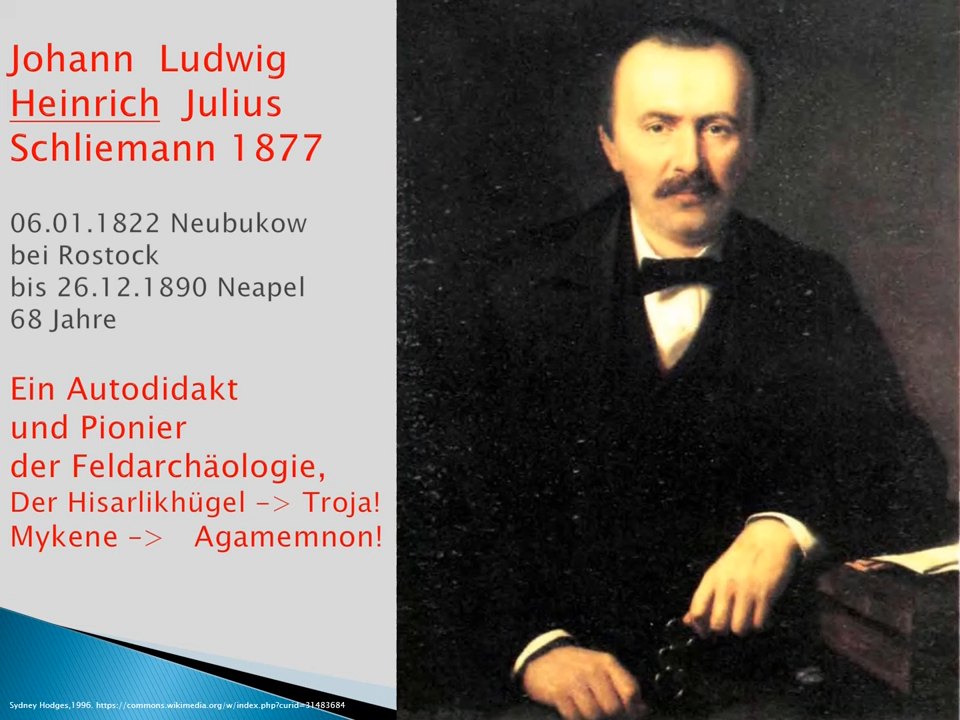 Johann Ludwig
Heinrich Julius
Schliemann 1877
06.01.1822 Neubukow
bei Rostock
bis 26.12.1890 Neapel
68 Jahre
Ein Autodidakt
und Pionier
der Feldarchäologie,
Der Hisarlikhügel -> Troja!
Mykene -> Agamemnon!
Sydney Hodges,1996. https://commons.wikimedia.org/w/index.php?curid=31483684